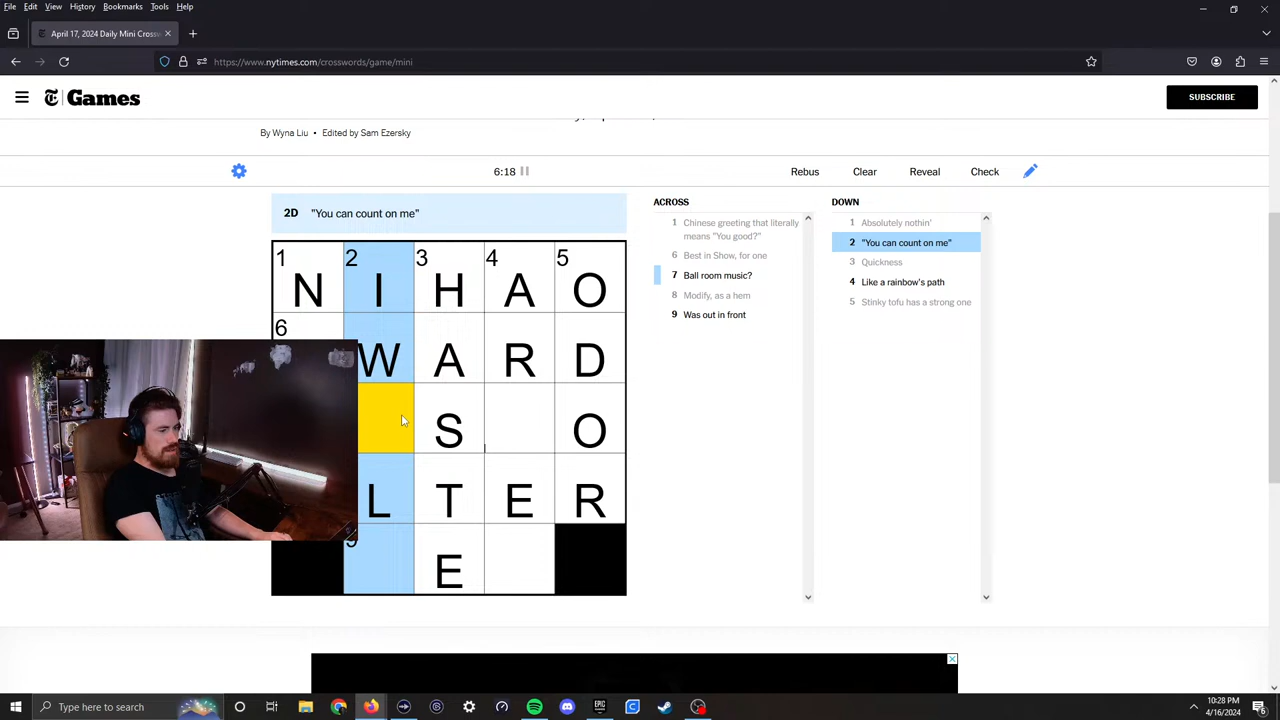 File Edit View History Bookmarks Tools Help
April 17, 2024 Daily Mini Crossw
https://www.nytimes.com/crosswords/game/mini
Games
SUBSCRIBE
By Wyna Liu • Edited by Sam Ezersky
6:18
Rebus Clear Reveal Check
2D "You can count on me"
1 2 3 4 5
N I H A O
6
W A R D
S O
L T E R
9
E
ACROSS
1 Chinese greeting that literally
means "You good?"
6 Best in Show, for one
7 Ball room music?
8 Modify, as a hem
9 Was out in front
DOWN
1 Absolutely nothin'
2 "You can count on me"
3 Quickness
4 Like a rainbow's path
5 Stinky tofu has a strong one
Type here to search
10:28 PM
4/16/2024